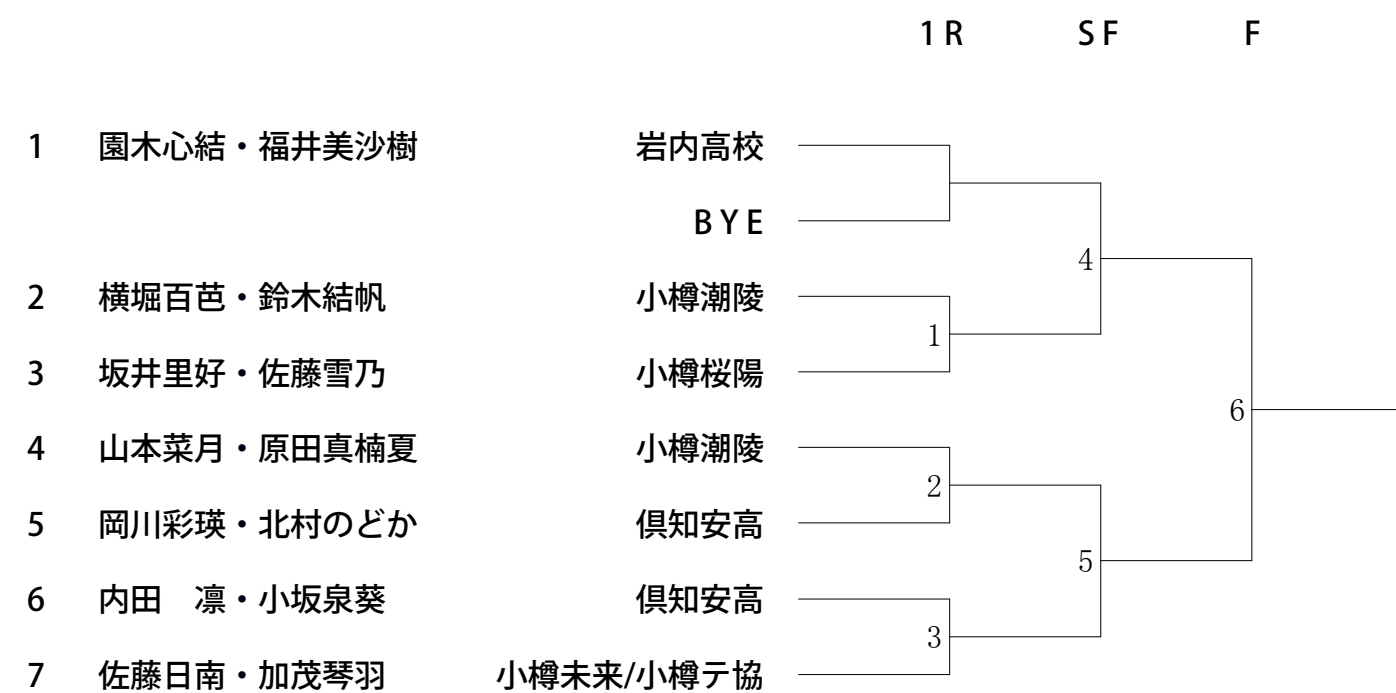 1R SF F
1 園木心結・福井美沙樹 岩内高校
BYE
4
2 横堀百芭・鈴木結帆 小樽潮陵
1
3 坂井里好・佐藤雪乃 小樽桜陽
6
4 山本菜月・原田真楠夏 小樽潮陵
2
5 岡川彩瑛・北村のどか 倶知安高
5
6 内田　凛・小坂泉葵 倶知安高
3
7 佐藤日南・加茂琴羽 小樽未来/小樽テ協